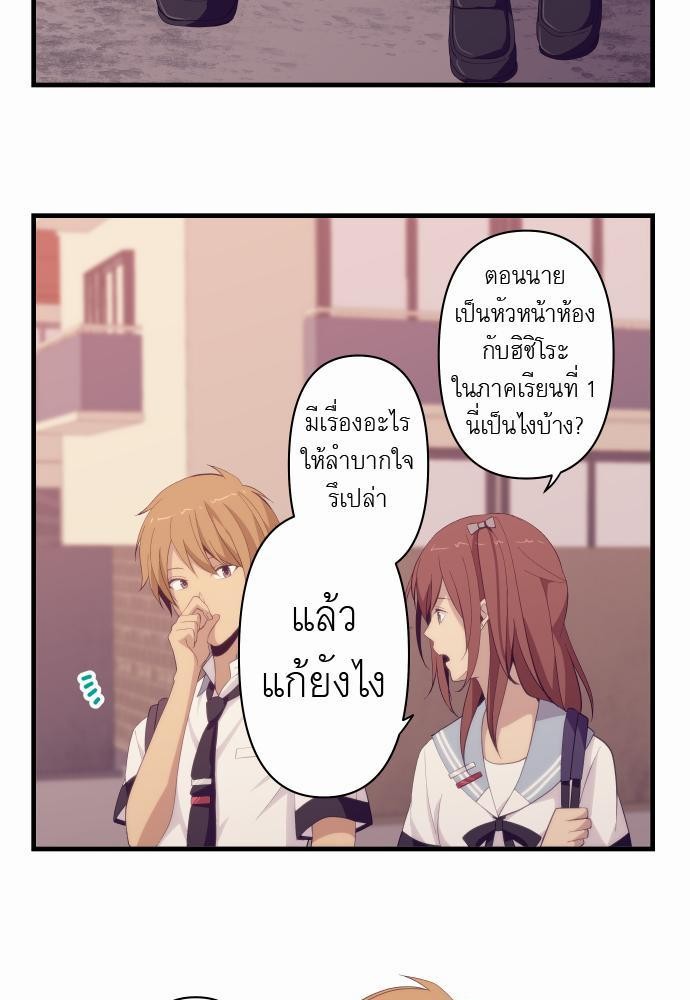 ตอนนาย
เป็นหัวหน้าห้อง
กับฮิชิโระ
ในภาคเรียนที่ 1
นี่เป็นไงบ้าง?
มีเรื่องอะไร
ให้ลำบากใจ
รึเปล่า
แล้ว
แก้ยังไง